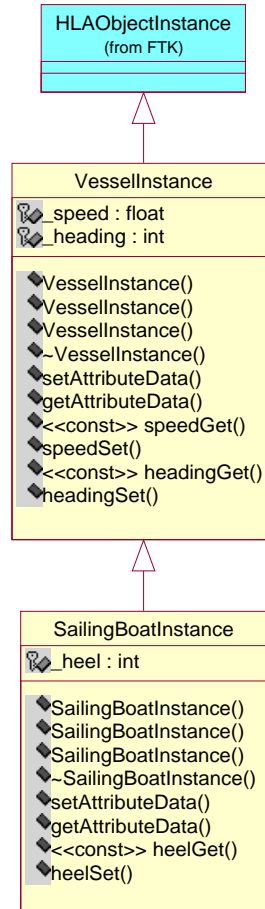 HLAObjectInstance
(from FTK)
VesselInstance
_speed : float
_heading : int
VesselInstance()
VesselInstance()
VesselInstance()
~VesselInstance()
setAttributeData()
getAttributeData()
<<const>> speedGet()
speedSet()
<<const>> headingGet()
headingSet()
SailingBoatInstance
_heel : int
SailingBoatInstance()
SailingBoatInstance()
SailingBoatInstance()
~SailingBoatInstance()
setAttributeData()
getAttributeData()
<<const>> heelGet()
heelSet()